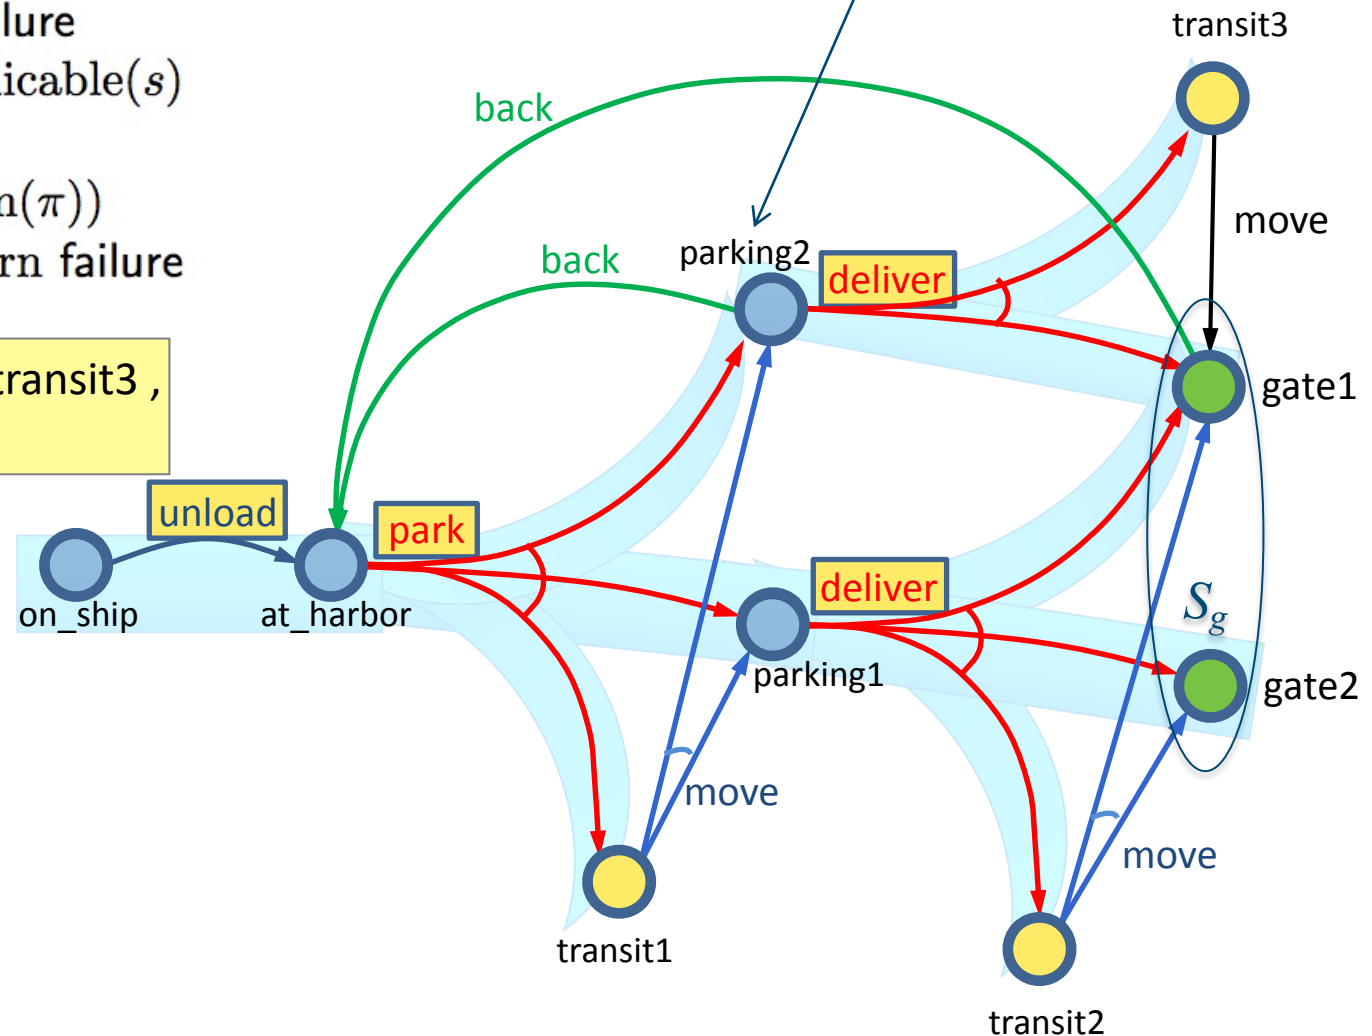 lure
icable(s)
n(π))
rn failure
transit3 ,
transit3
back
move
back
parking2
deliver
gate1
unload
park
on_ship
at_harbor
deliver
S_g
parking1
gate2
move
move
transit1
transit2